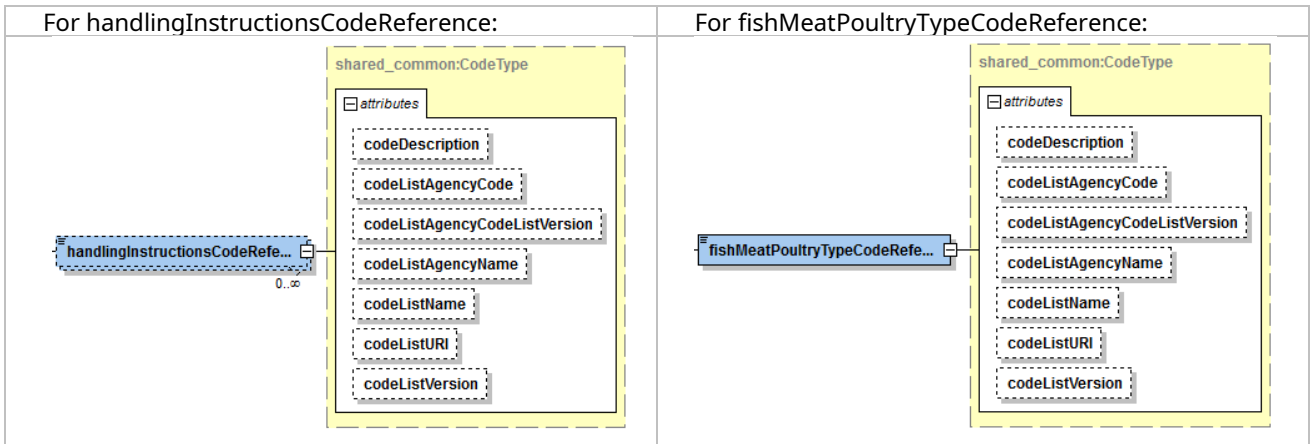 For handlingInstructionsCodeReference:
shared_common:CodeType
attributes
codeDescription
codeListAgencyCode
codeListAgencyCodeListVersion
handlingInstructionsCodeRefe...
codeListAgencyName
0..∞
codeListName
codeListURI
codeListVersion
For fishMeatPoultryTypeCodeReference:
shared_common:CodeType
attributes
codeDescription
codeListAgencyCode
codeListAgencyCodeListVersion
fishMeatPoultryTypeCodeRefe...
codeListAgencyName
codeListName
codeListURI
codeListVersion